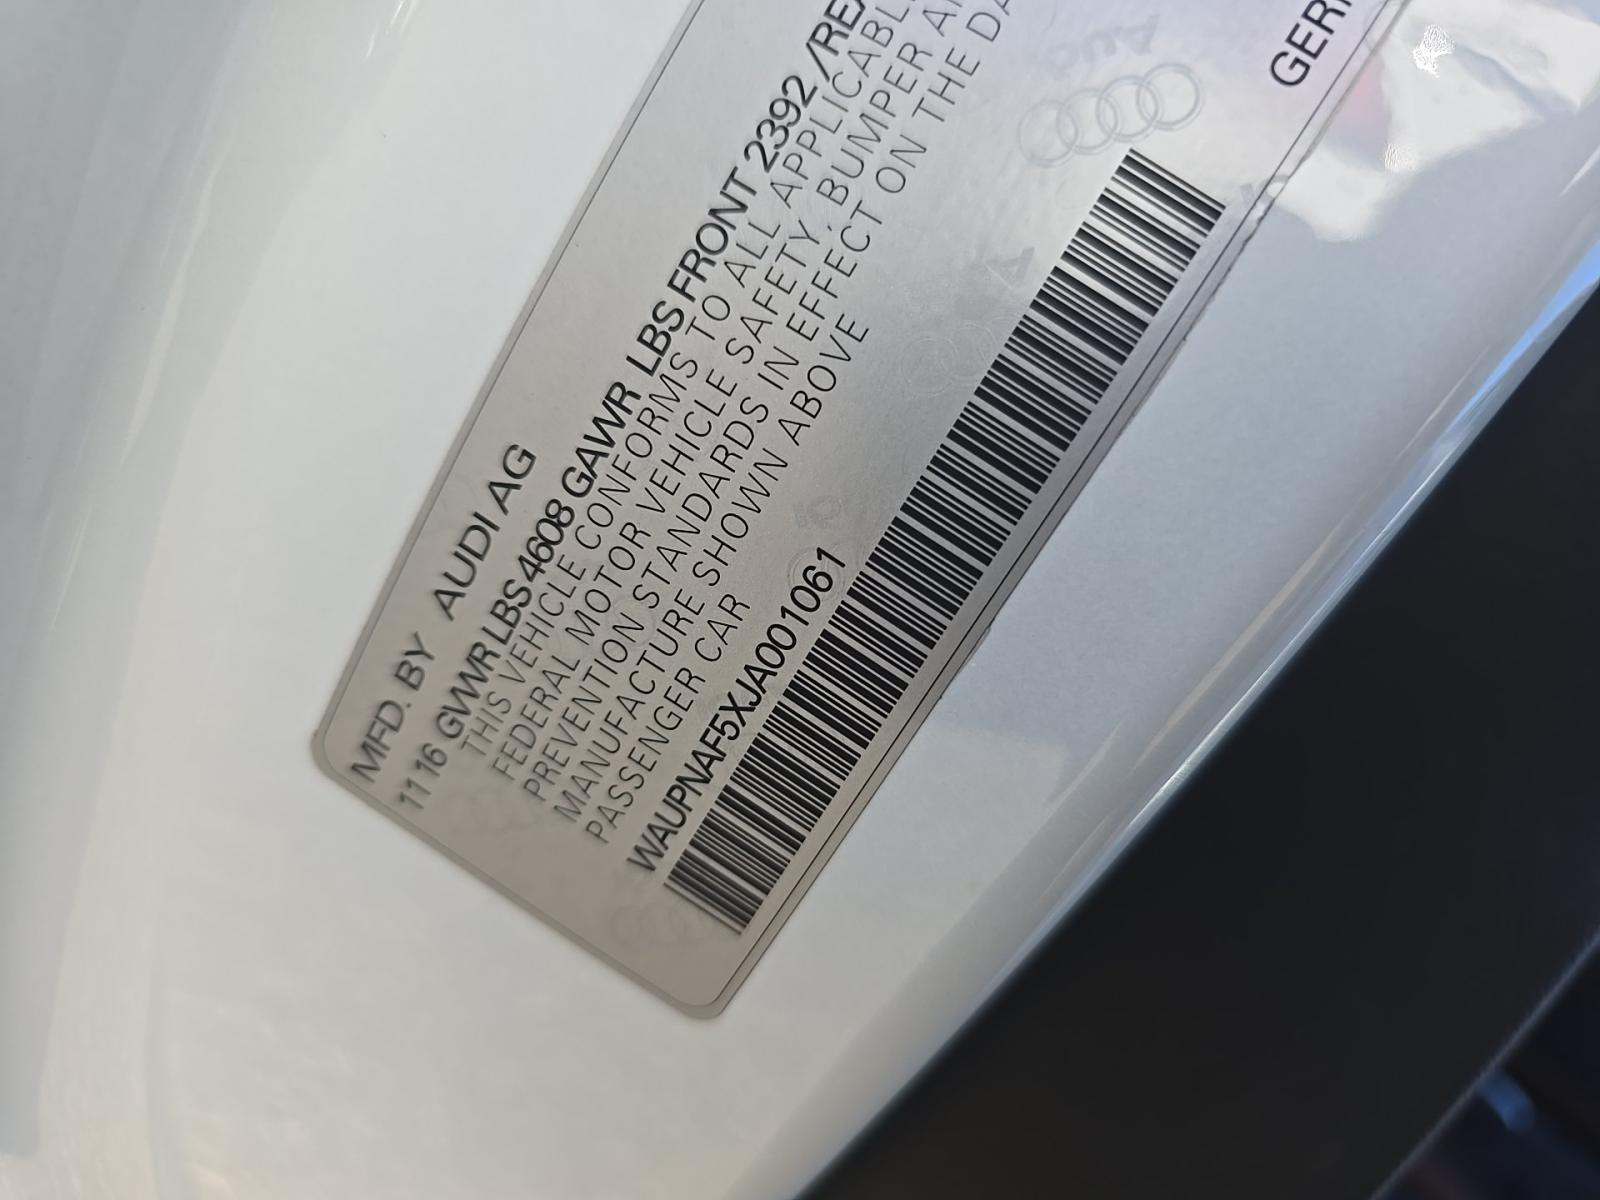 MFD. BY AUDI AG
11 16 GVWR LBS 4608 GAWR LBS FRONT 2392 /REA
THIS VEHICLE CONFORMS TO ALL APPLICABL
FEDERAL MOTOR VEHICLE SAFETY, BUMPER A
PREVENTION STANDARDS IN EFFECT ON THE DA
MANUFACTURE SHOWN ABOVE
PASSENGER CAR
WAUPNAF5XJA001061
GER
Audi